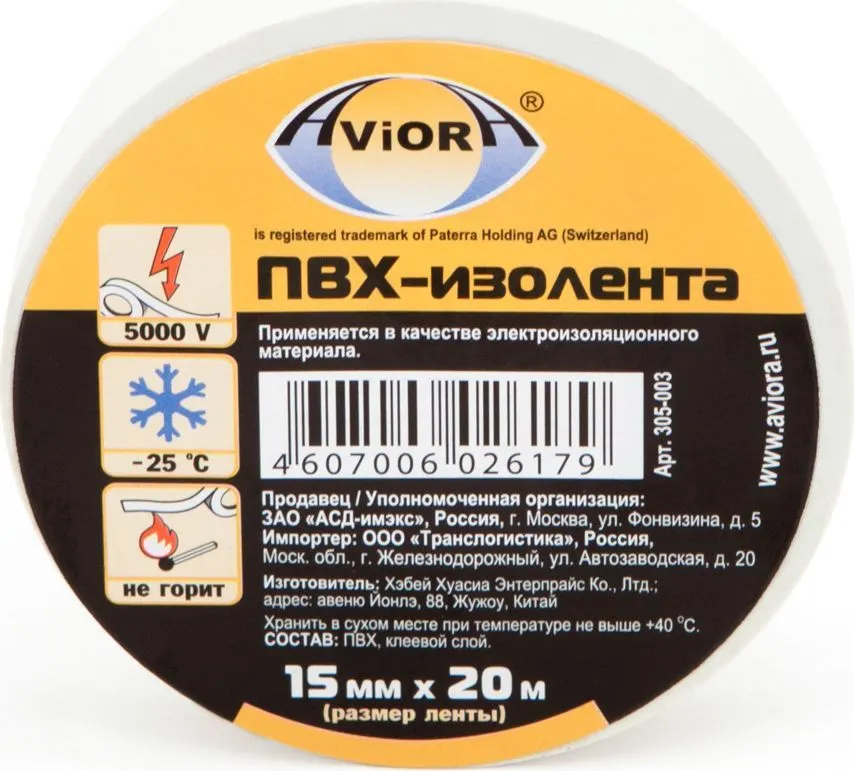 AViORA®
is registered trademark of Paterra Holding AG (Switzerland)
ПВХ-изолента
5000 V
Применяется в качестве электроизоляционного
материала.
-25 °C
4 607006 026179
Арт. 305-003
www.aviora.ru
не горит
Продавец / Уполномоченная организация:
ЗАО «АСД-имэкс», Россия, г. Москва, ул. Фонвизина, д. 5
Импортер: ООО «Транслогистика», Россия,
Моск. обл., г. Железнодорожный, ул. Автозаводская, д. 20
Изготовитель: Хэбей Хуасиа Энтерпрайс Ко., Лтд.;
адрес: авеню Йонлэ, 88, Жужоу, Китай
Хранить в сухом месте при температуре не выше +40 °С.
СОСТАВ: ПВХ, клеевой слой.
15 мм x 20 м
(размер ленты)